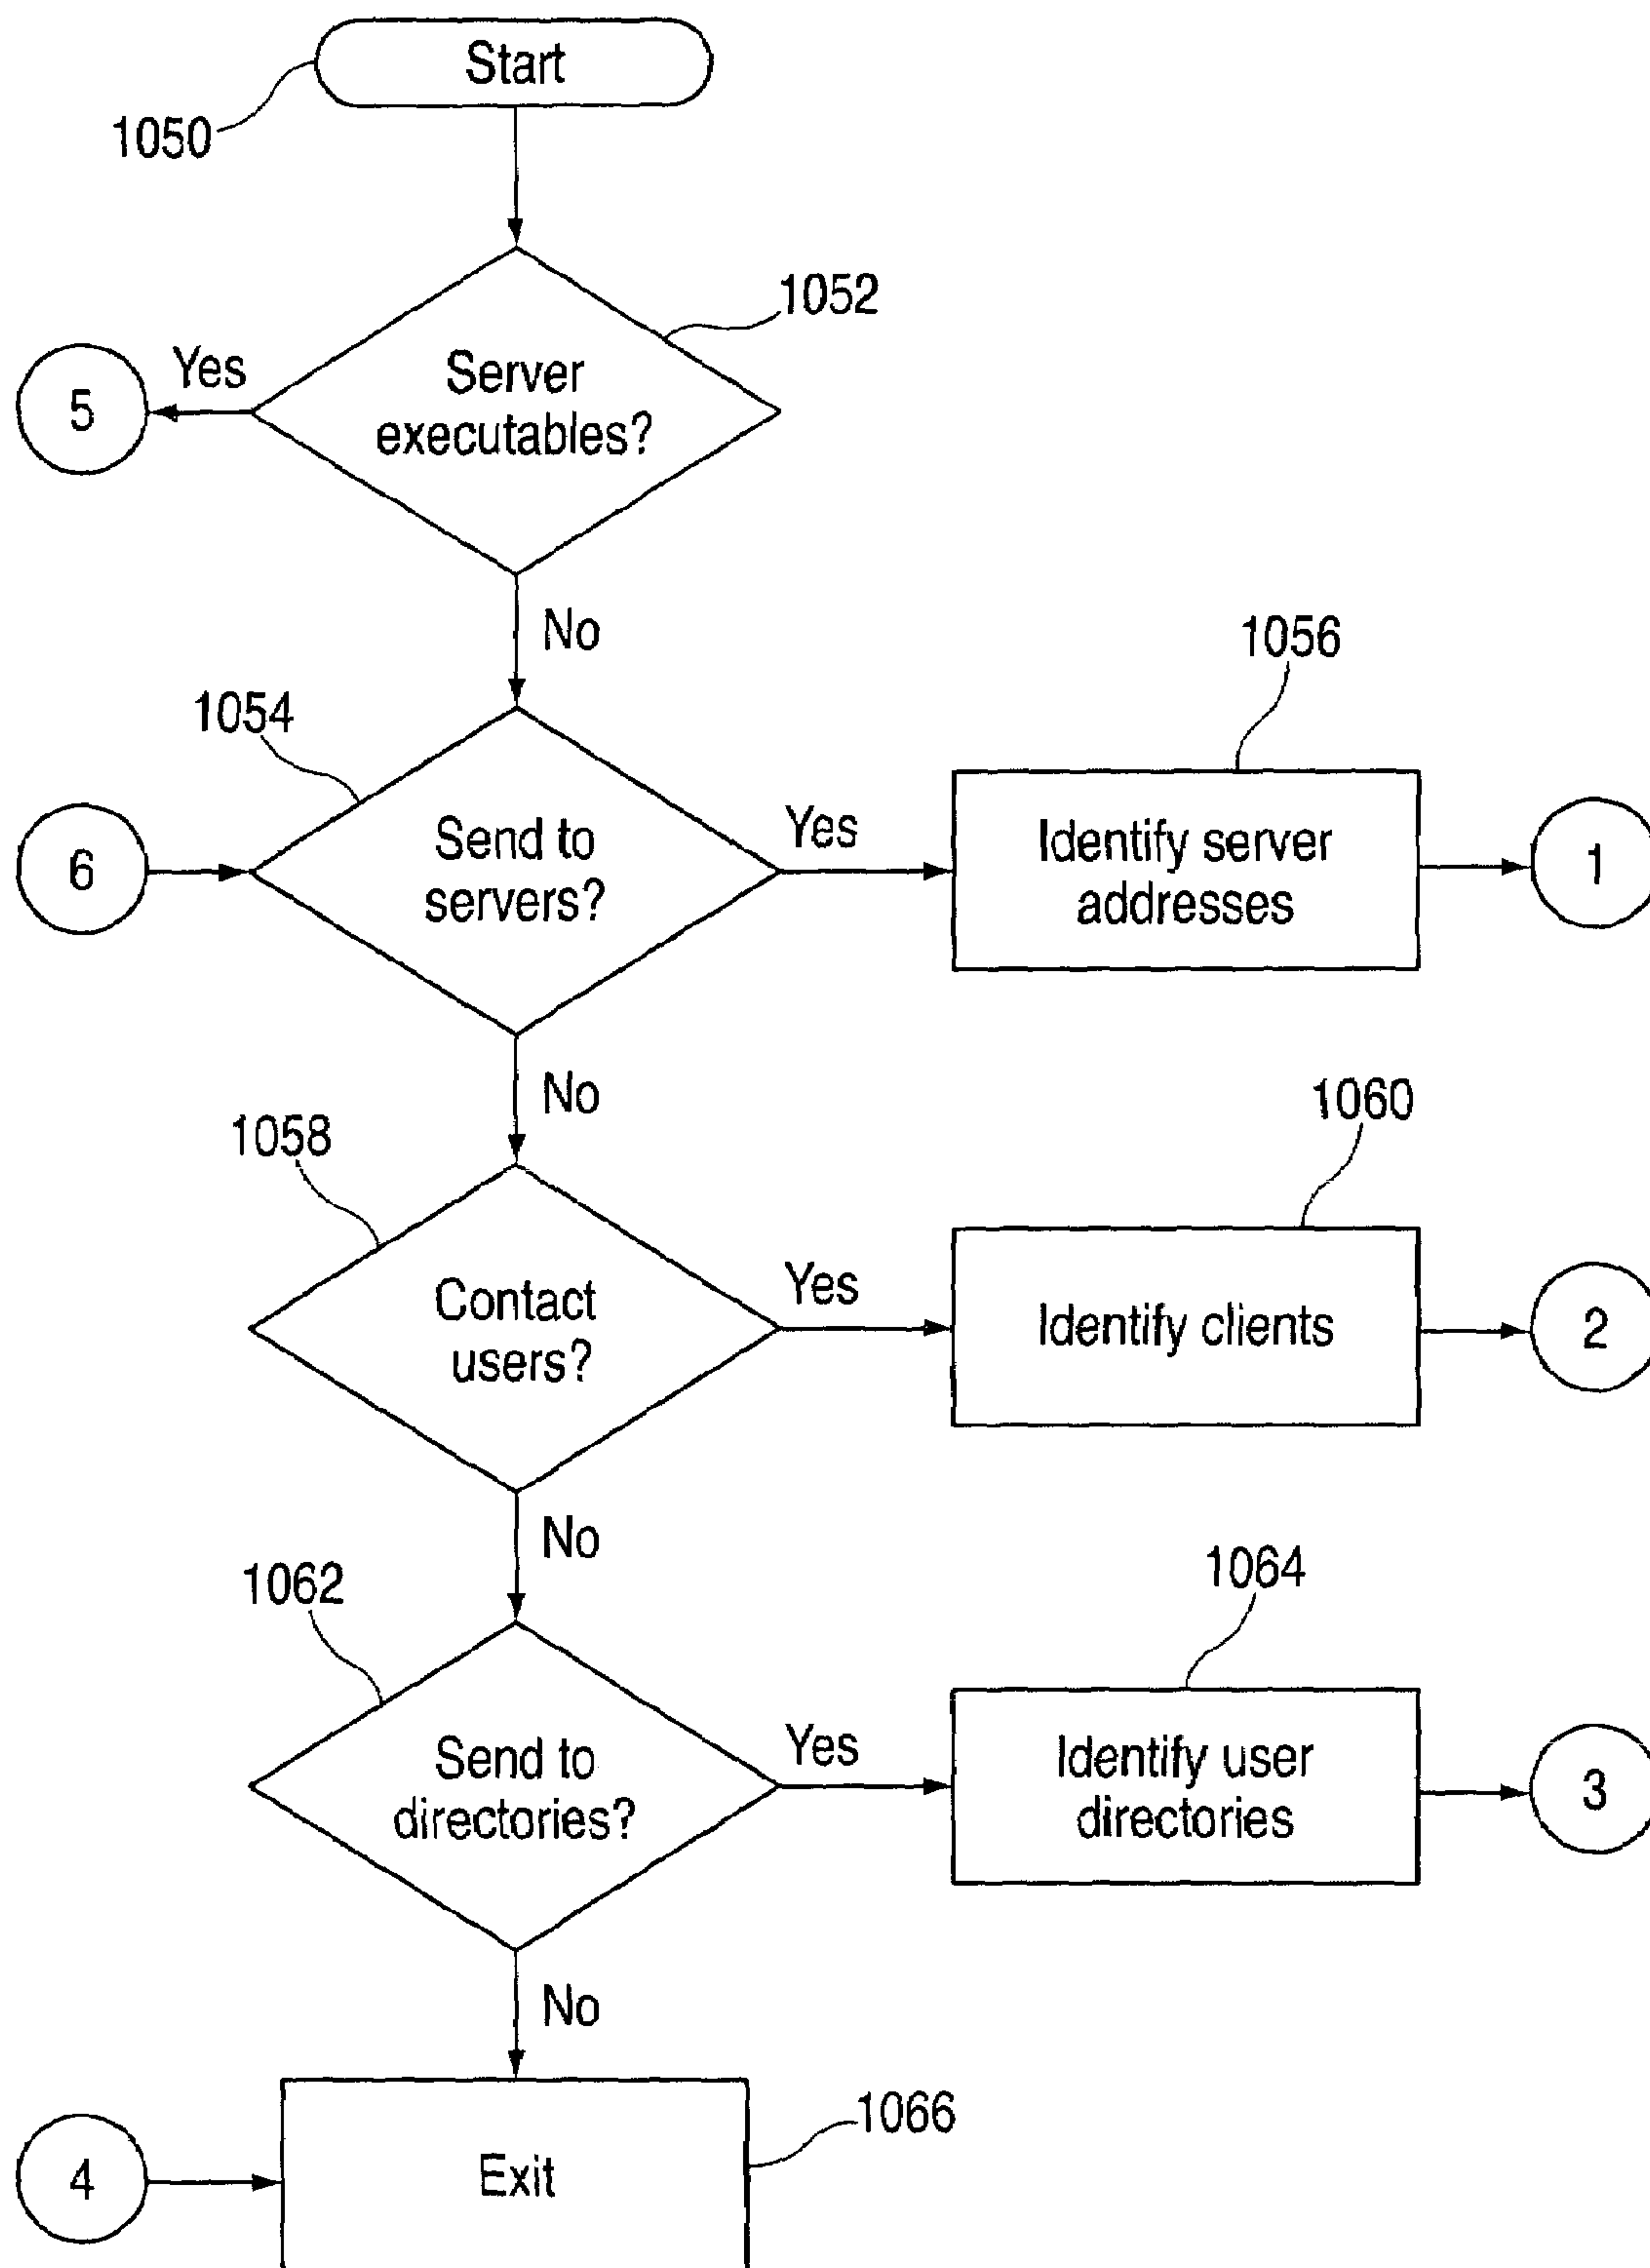 Start
1050
1052
Server
executables?
Yes
5
No
1054
1056
6
Send to
servers?
Yes
Identify server
addresses
1
No
1058
1060
Contact
users?
Yes
Identify clients
2
No
1062
1064
Send to
directories?
Yes
Identify user
directories
3
No
1066
4
Exit